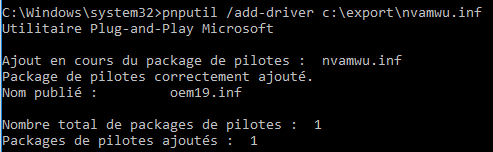 C:\Windows\system32>pnputil /add-driver c:\export\nvamwu.inf
Utilitaire Plug-and-Play Microsoft
Ajout en cours du package de pilotes :  nvamwu.inf
Package de pilotes correctement ajouté.
Nom publié :         oem19.inf
Nombre total de packages de pilotes :  1
Packages de pilotes ajoutés :  1